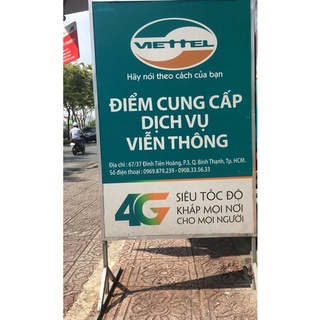 VIETTEL
Hãy nói theo cách của bạn
ĐIỂM CUNG CẤP
DỊCH VỤ
VIỄN THÔNG
Địa chỉ : 67/37 Đinh Tiên Hoàng, P.3, Q. Bình Thạnh, Tp. HCM.
Số điện thoại : 0969.879.239 - 0908.33.56.33
4G
SIÊU TỐC ĐỘ
KHẮP MỌI NƠI
CHO MỌI NGƯỜI